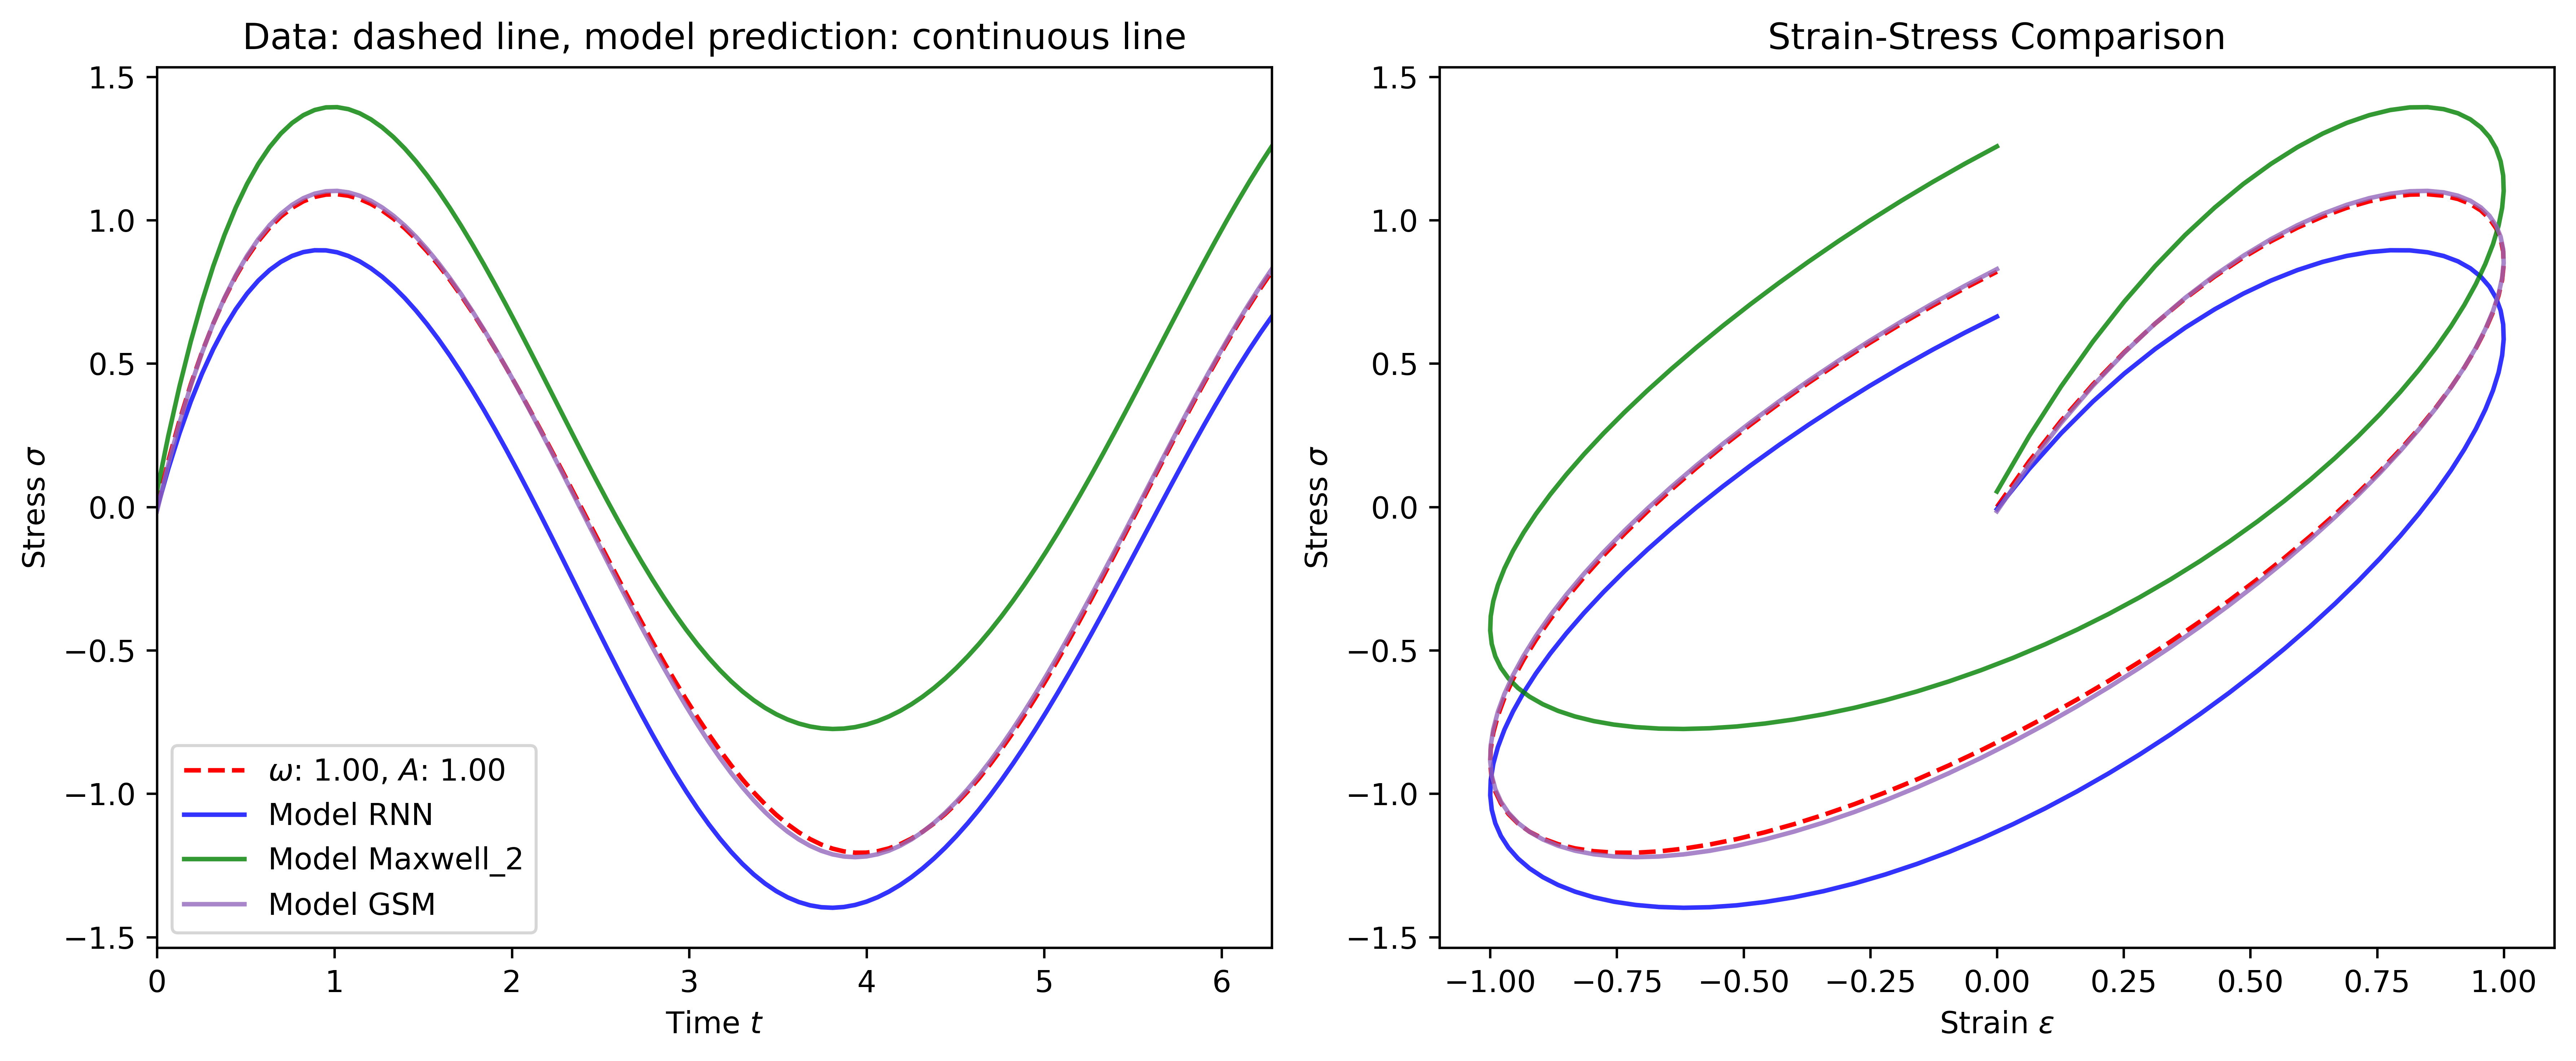 Data: dashed line, model prediction: continuous line
Stress σ
1.5
1.0
0.5
0.0
−0.5
−1.0
−1.5
ω: 1.00, A: 1.00
Model RNN
Model Maxwell_2
Model GSM
0 1 2 3 4 5 6
Time t
Strain-Stress Comparison
Stress σ
1.5
1.0
0.5
0.0
−0.5
−1.0
−1.5
−1.00 −0.75 −0.50 −0.25 0.00 0.25 0.50 0.75 1.00
Strain ε